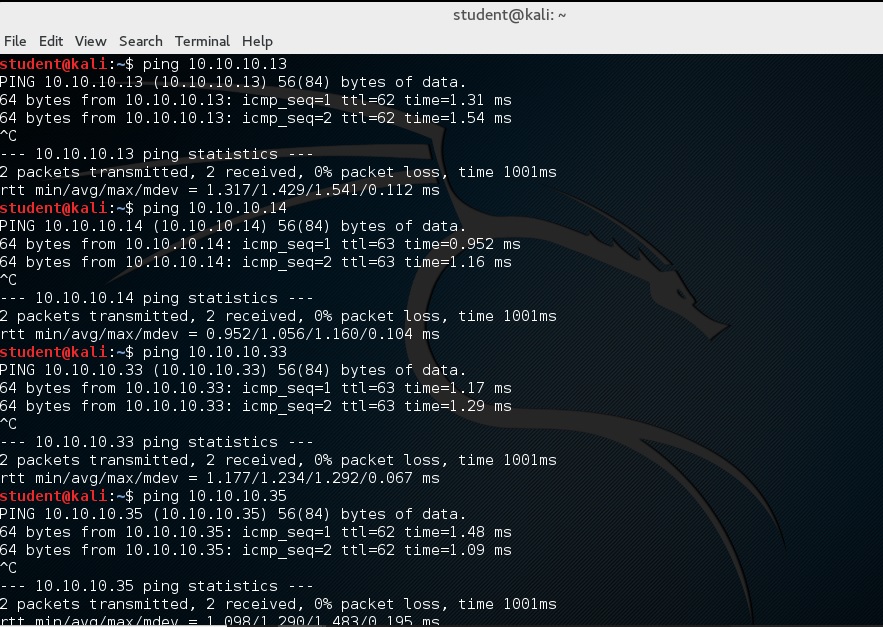 student@kali: ~
File Edit View Search Terminal Help
student@kali:~$ ping 10.10.10.13
PING 10.10.10.13 (10.10.10.13) 56(84) bytes of data.
64 bytes from 10.10.10.13: icmp_seq=1 ttl=62 time=1.31 ms
64 bytes from 10.10.10.13: icmp_seq=2 ttl=62 time=1.54 ms
^C
--- 10.10.10.13 ping statistics ---
2 packets transmitted, 2 received, 0% packet loss, time 1001ms
rtt min/avg/max/mdev = 1.317/1.429/1.541/0.112 ms
student@kali:~$ ping 10.10.10.14
PING 10.10.10.14 (10.10.10.14) 56(84) bytes of data.
64 bytes from 10.10.10.14: icmp_seq=1 ttl=63 time=0.952 ms
64 bytes from 10.10.10.14: icmp_seq=2 ttl=63 time=1.16 ms
^C
--- 10.10.10.14 ping statistics ---
2 packets transmitted, 2 received, 0% packet loss, time 1001ms
rtt min/avg/max/mdev = 0.952/1.056/1.160/0.104 ms
student@kali:~$ ping 10.10.10.33
PING 10.10.10.33 (10.10.10.33) 56(84) bytes of data.
64 bytes from 10.10.10.33: icmp_seq=1 ttl=63 time=1.17 ms
64 bytes from 10.10.10.33: icmp_seq=2 ttl=63 time=1.29 ms
^C
--- 10.10.10.33 ping statistics ---
2 packets transmitted, 2 received, 0% packet loss, time 1001ms
rtt min/avg/max/mdev = 1.177/1.234/1.292/0.067 ms
student@kali:~$ ping 10.10.10.35
PING 10.10.10.35 (10.10.10.35) 56(84) bytes of data.
64 bytes from 10.10.10.35: icmp_seq=1 ttl=62 time=1.48 ms
64 bytes from 10.10.10.35: icmp_seq=2 ttl=62 time=1.09 ms
^C
--- 10.10.10.35 ping statistics ---
2 packets transmitted, 2 received, 0% packet loss, time 1001ms
rtt min/avg/max/mdev = 1.098/1.290/1.483/0.195 ms